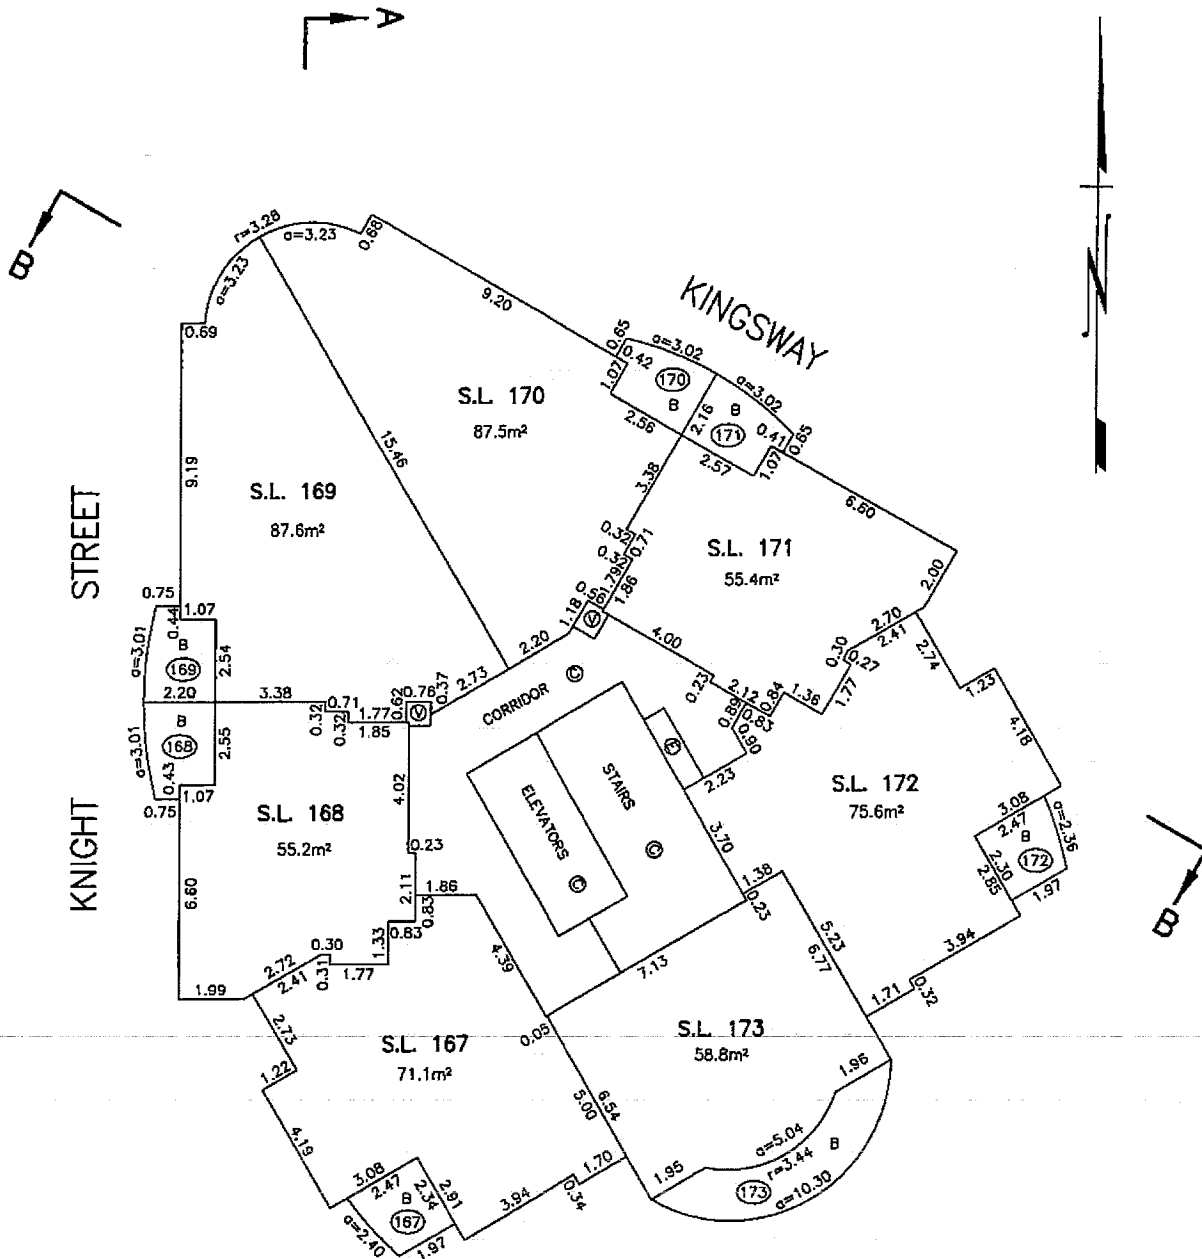 A
B
r=3.28
a=3.23
a=3.23
0.68
0.69
9.20
KINGSWAY
0.65
a=3.02
0.42
1.07
170
B
2.56
2.16
a=3.02
B
171
0.41
0.65
1.07
2.57
S.L. 170
87.5m²
15.46
9.19
S.L. 169
87.6m²
3.38
0.32
0.71
0.32
1.79
1.86
0.56
1.18
V
S.L. 171
55.4m²
6.60
2.00
STREET
0.75
0.44
1.07
B
169
a=3.01
2.54
2.20
3.38
0.71
0.32
0.32
1.77
1.85
0.62
0.76
0.37
V
2.73
2.20
CORRIDOR
C
4.00
0.23
2.12
0.84
0.83
0.89
0.90
1.36
1.77
0.30
0.27
2.70
2.41
2.74
1.23
4.18
B
168
a=3.01
0.43
2.55
1.07
0.75
KNIGHT
S.L. 168
55.2m²
4.02
0.23
2.11
1.86
0.83
0.83
1.33
6.60
0.30
0.31
1.77
2.72
2.41
1.99
STAIRS
ELEVATORS
C
C
E
2.23
3.70
1.38
0.23
S.L. 172
75.6m²
3.08
2.47
B
172
a=2.36
2.30
2.85
1.97
B
3.94
0.32
1.71
5.23
6.77
4.39
7.13
0.05
S.L. 173
58.8m²
S.L. 167
71.1m²
2.73
1.22
4.19
6.54
5.00
1.96
a=5.04
r=3.44
B
173
a=10.30
1.95
1.70
0.34
3.94
3.08
2.47
B
2.34
2.91
167
a=2.40
1.97